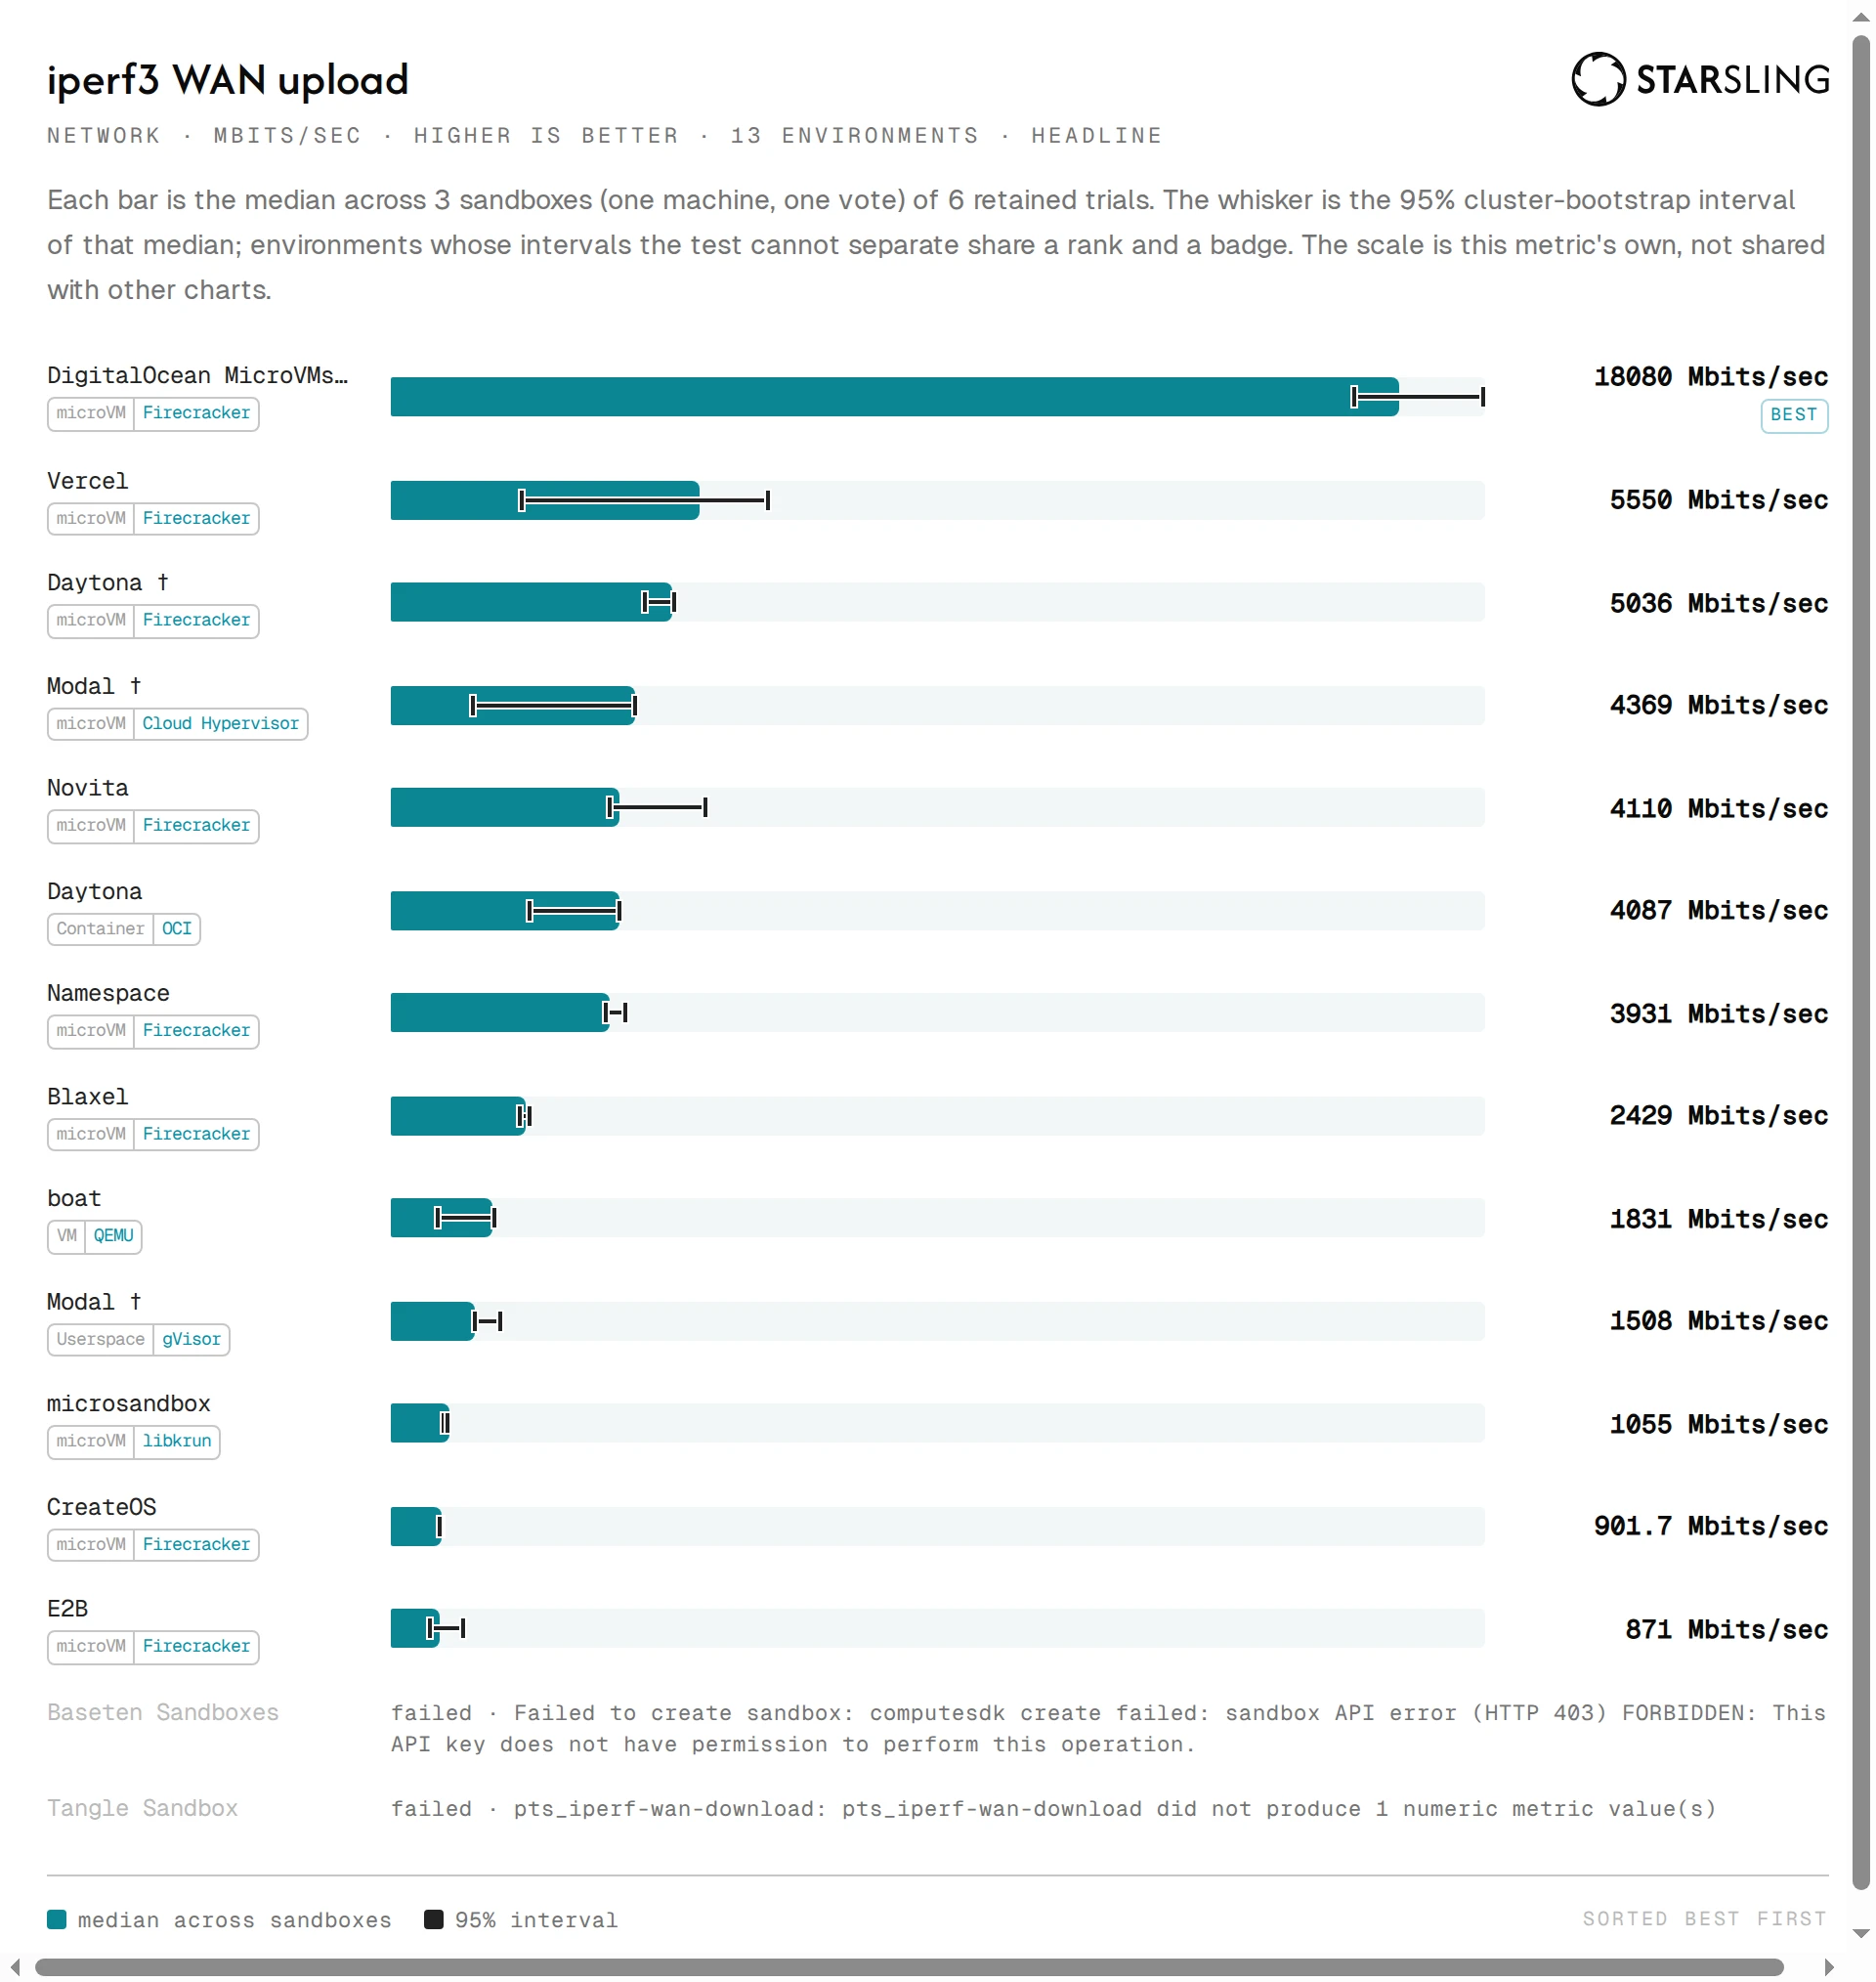 iperf3 WAN upload
STARSLING
NETWORK · MBITS/SEC · HIGHER IS BETTER · 13 ENVIRONMENTS · HEADLINE
Each bar is the median across 3 sandboxes (one machine, one vote) of 6 retained trials. The whisker is the 95% cluster-bootstrap interval
of that median; environments whose intervals the test cannot separate share a rank and a badge. The scale is this metric's own, not shared
with other charts.
DigitalOcean MicroVMs…
18080 Mbits/sec
microVM Firecracker
BEST
Vercel
5550 Mbits/sec
microVM Firecracker
Daytona †
5036 Mbits/sec
microVM Firecracker
Modal †
4369 Mbits/sec
microVM Cloud Hypervisor
Novita
4110 Mbits/sec
microVM Firecracker
Daytona
4087 Mbits/sec
Container OCI
Namespace
3931 Mbits/sec
microVM Firecracker
Blaxel
2429 Mbits/sec
microVM Firecracker
boat
1831 Mbits/sec
VM QEMU
Modal †
1508 Mbits/sec
Userspace gVisor
microsandbox
1055 Mbits/sec
microVM libkrun
CreateOS
901.7 Mbits/sec
microVM Firecracker
E2B
871 Mbits/sec
microVM Firecracker
Baseten Sandboxes
failed · Failed to create sandbox: computesdk create failed: sandbox API error (HTTP 403) FORBIDDEN: This
API key does not have permission to perform this operation.
Tangle Sandbox
failed · pts_iperf-wan-download: pts_iperf-wan-download did not produce 1 numeric metric value(s)
median across sandboxes
95% interval
SORTED BEST FIRST